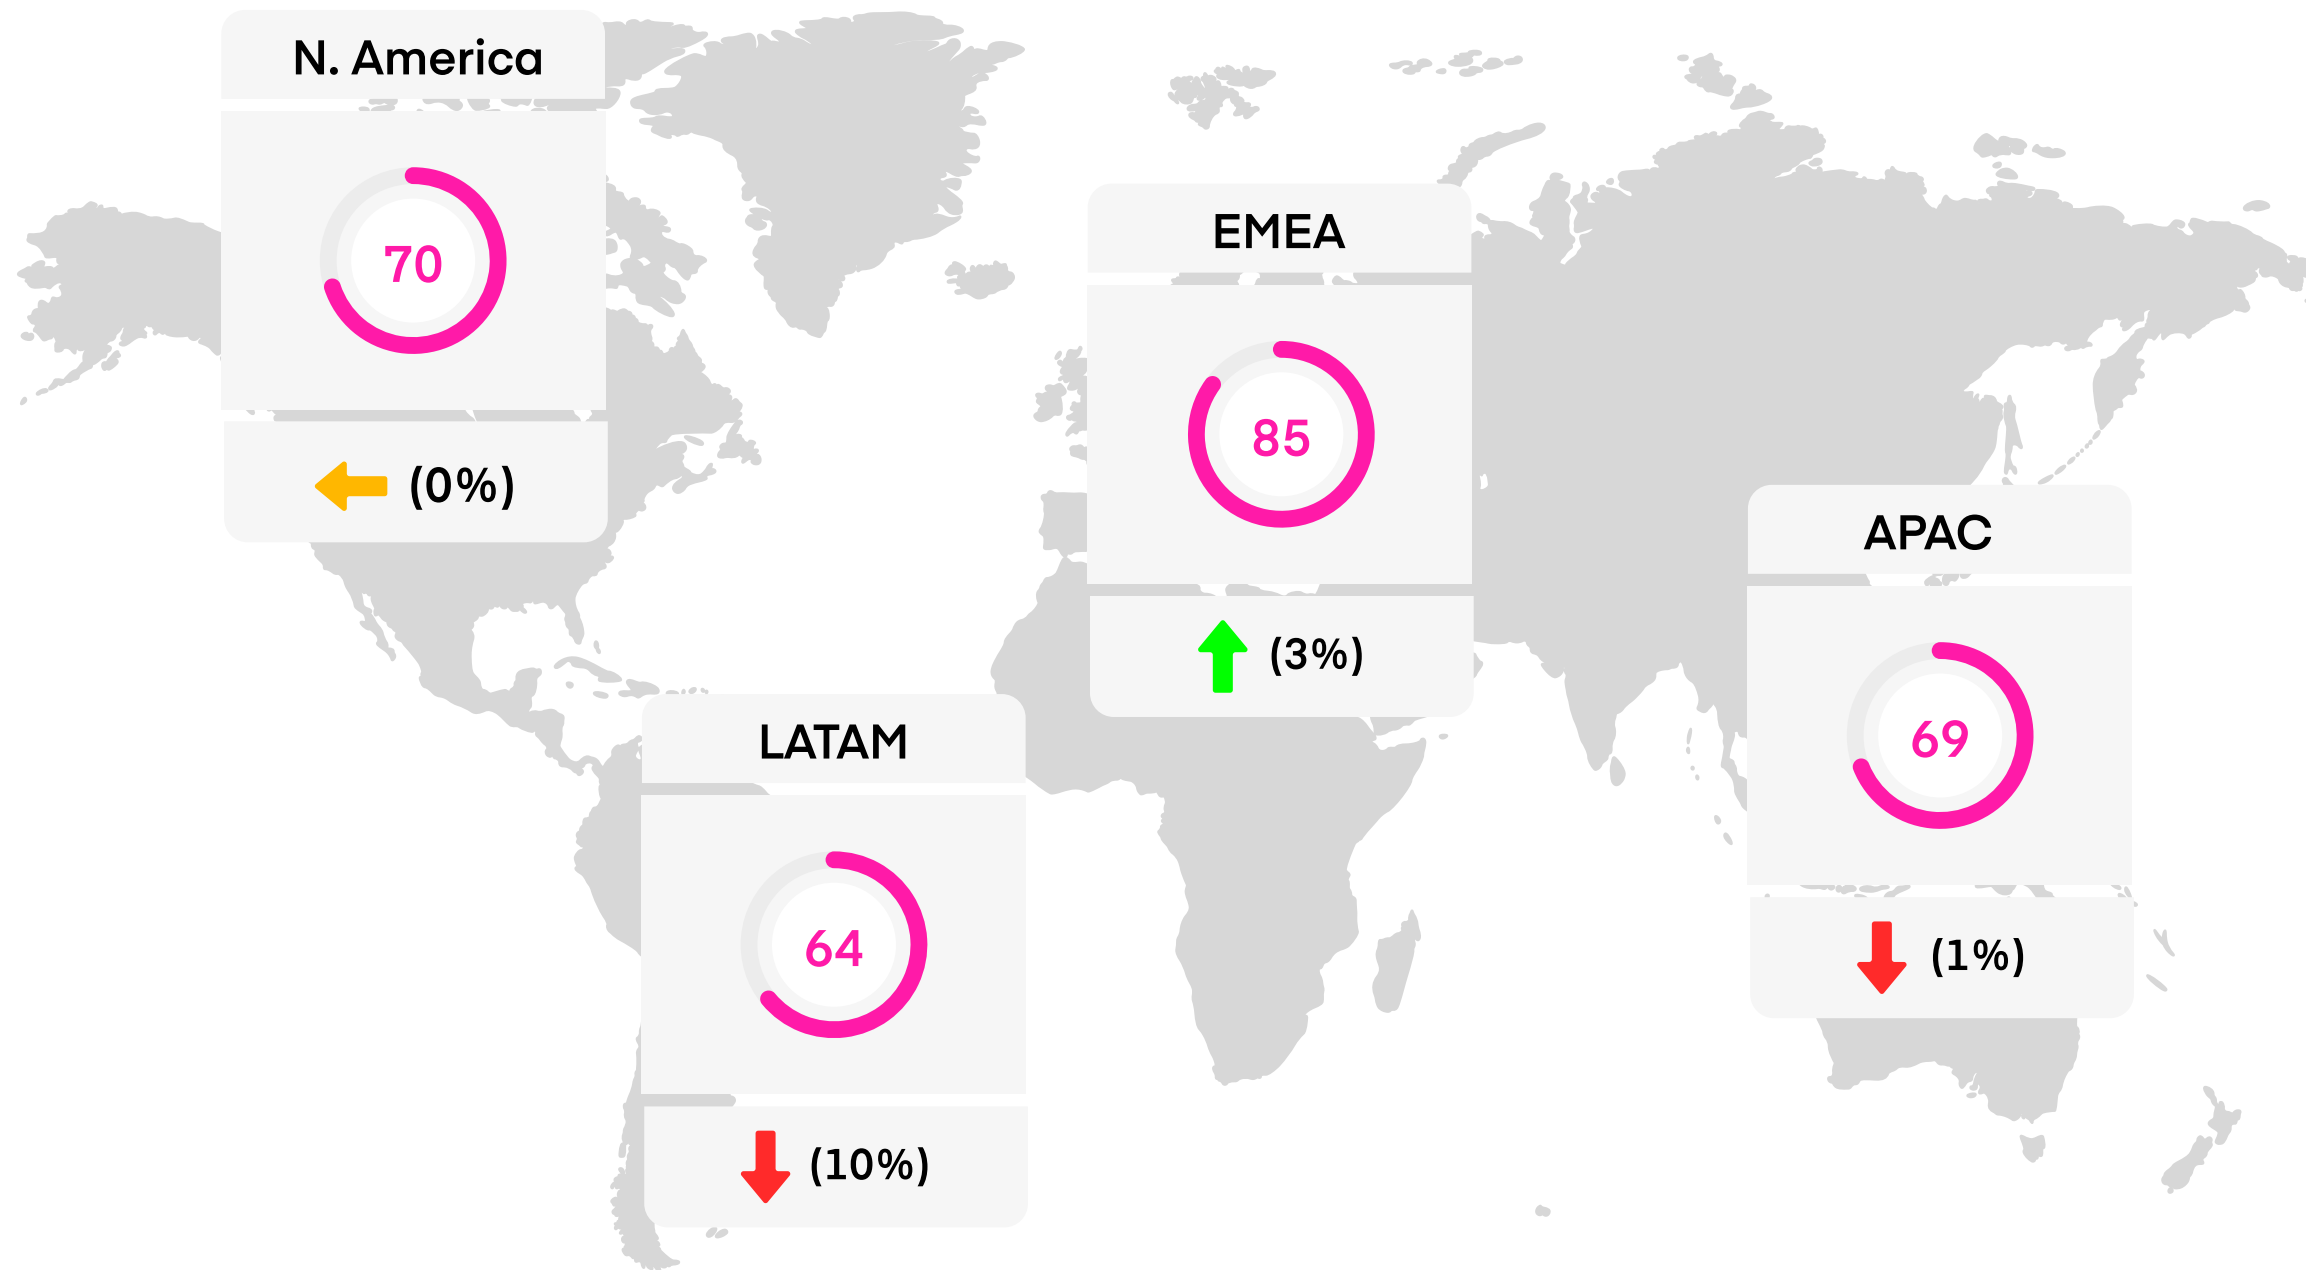 N. America
70
(0%)
EMEA
85
(3%)
APAC
69
(1%)
LATAM
64
(10%)